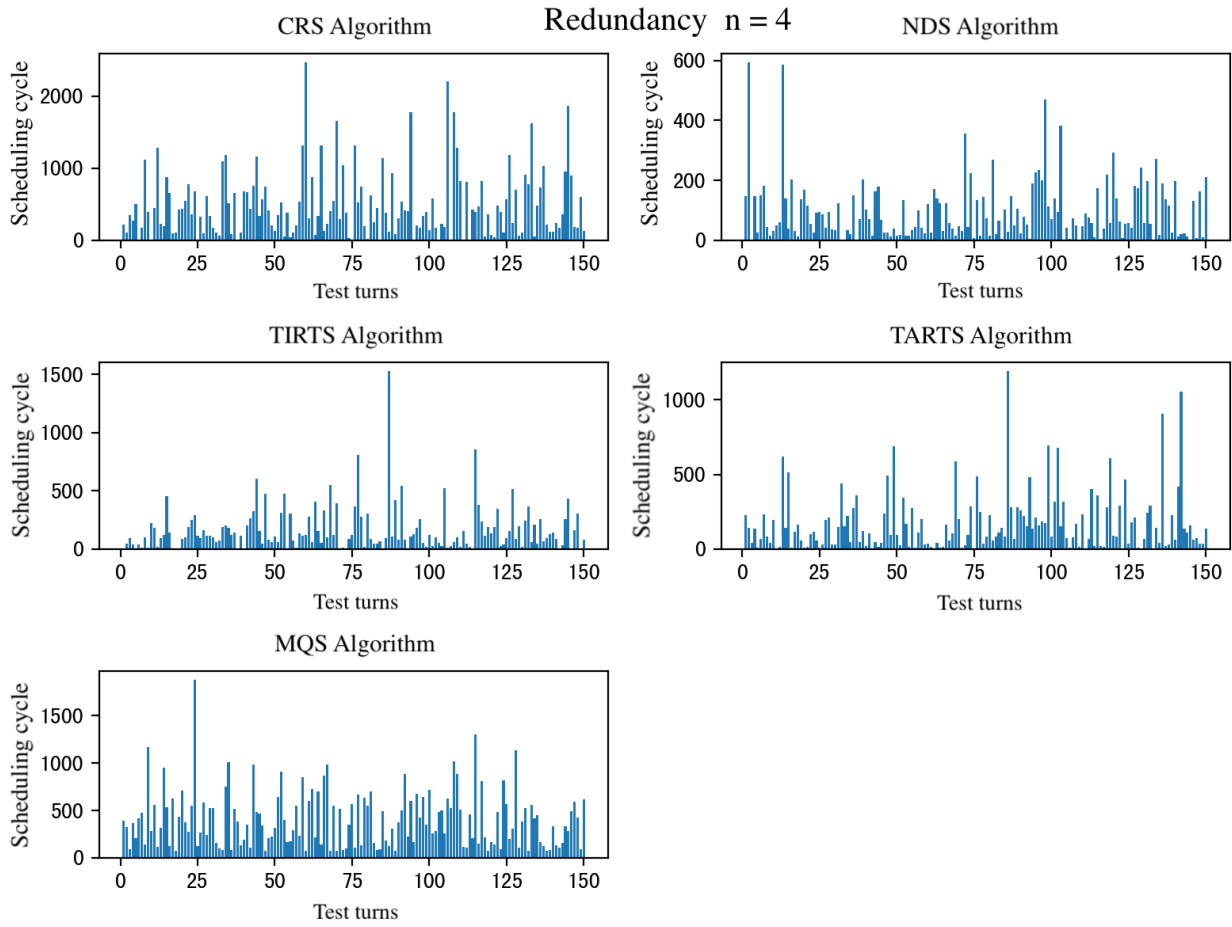 Redundancy n = 4
CRS Algorithm
Scheduling cycle
2000
1000
0
0 25 50 75 100 125 150
Test turns
NDS Algorithm
Scheduling cycle
600
400
200
0
0 25 50 75 100 125 150
Test turns
TIRTS Algorithm
Scheduling cycle
1500
1000
500
0
0 25 50 75 100 125 150
Test turns
TARTS Algorithm
Scheduling cycle
1000
500
0
0 25 50 75 100 125 150
Test turns
MQS Algorithm
Scheduling cycle
1500
1000
500
0
0 25 50 75 100 125 150
Test turns